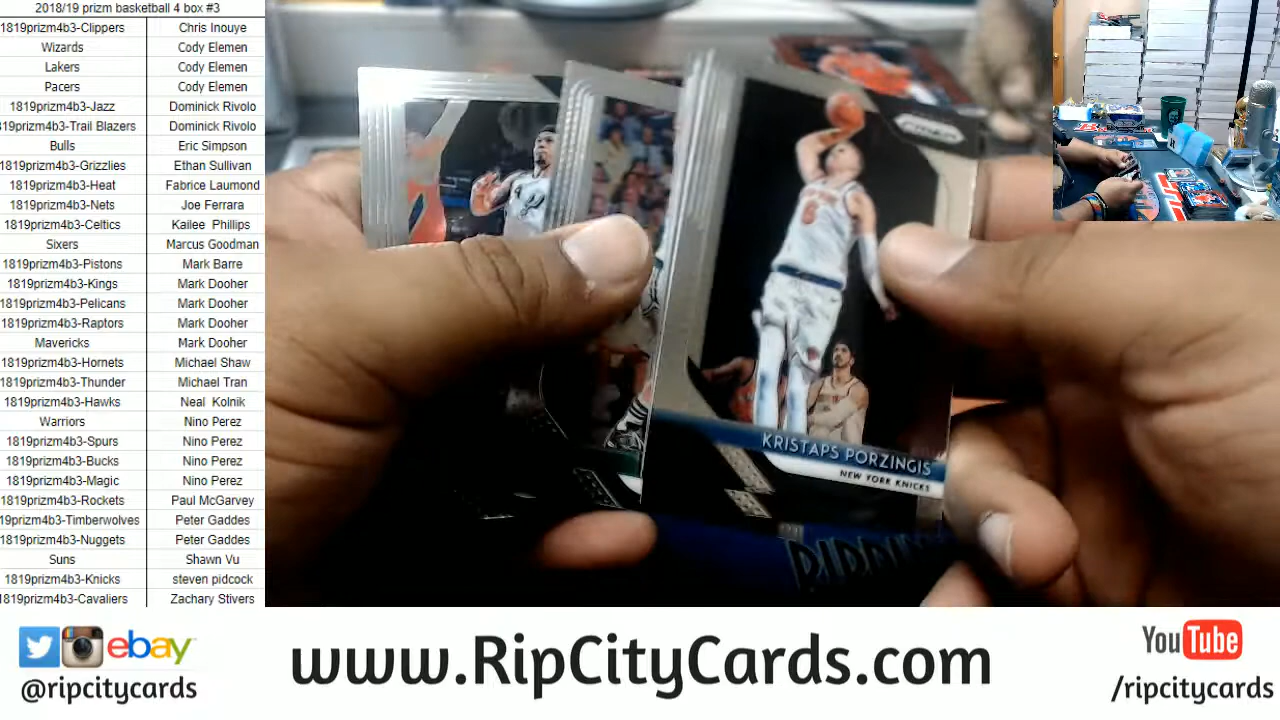 2018/19 prizm basketball 4 box #3
1819prizm4b3-Clippers Chris Inouye
Wizards Cody Elemen
Lakers Cody Elemen
Pacers Cody Elemen
1819prizm4b3-Jazz Dominick Rivolo
819prizm4b3-Trail Blazers Dominick Rivolo
Bulls Eric Simpson
1819prizm4b3-Grizzlies Ethan Sullivan
1819prizm4b3-Heat Fabrice Laumond
1819prizm4b3-Nets Joe Ferrara
1819prizm4b3-Celtics Kailee Phillips
Sixers Marcus Goodman
1819prizm4b3-Pistons Mark Barre
1819prizm4b3-Kings Mark Dooher
1819prizm4b3-Pelicans Mark Dooher
1819prizm4b3-Raptors Mark Dooher
Mavericks Mark Dooher
1819prizm4b3-Hornets Michael Shaw
1819prizm4b3-Thunder Michael Tran
1819prizm4b3-Hawks Neal Kolnik
Warriors Nino Perez
1819prizm4b3-Spurs Nino Perez
1819prizm4b3-Bucks Nino Perez
1819prizm4b3-Magic Nino Perez
1819prizm4b3-Rockets Paul McGarvey
19prizm4b3-Timberwolves Peter Gaddes
1819prizm4b3-Nuggets Peter Gaddes
Suns Shawn Vu
1819prizm4b3-Knicks steven pidcock
1819prizm4b3-Cavaliers Zachary Stivers
PRIZM
6
KRISTAPS PORZINGIS
NEW YORK KNICKS
ebay
@ripcitycards
www.RipCityCards.com
YouTube
/ripcitycards